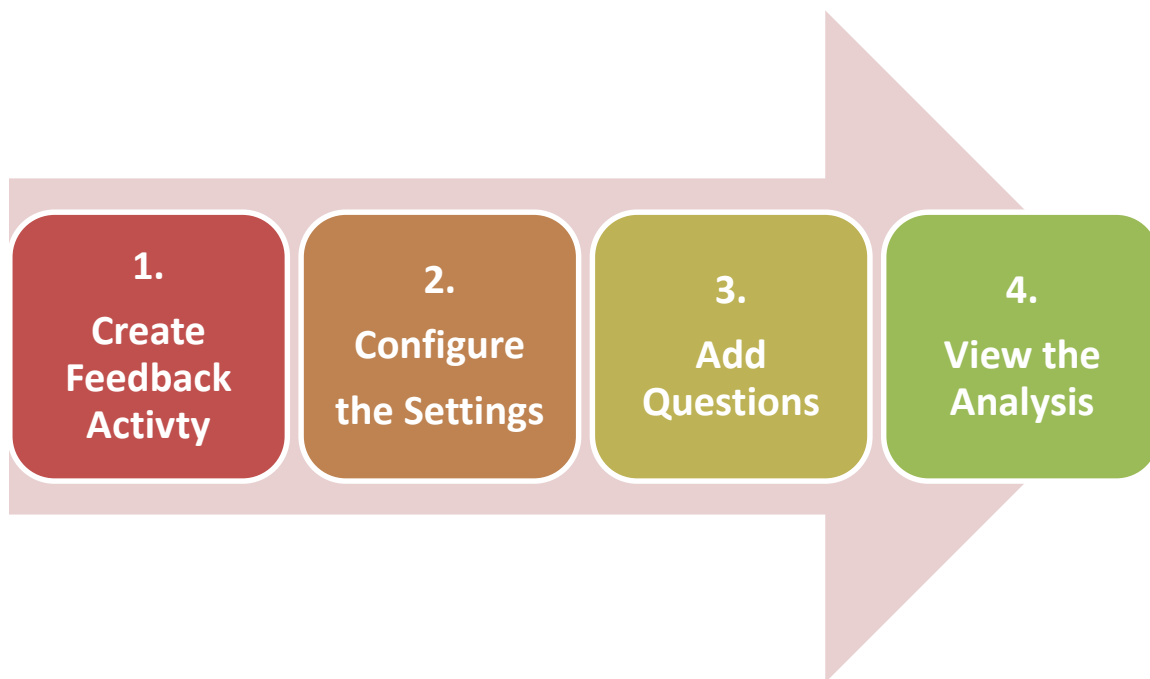 1.
Create
Feedback
Activty
2.
Configure
the Settings
3.
Add
Questions
4.
View the
Analysis